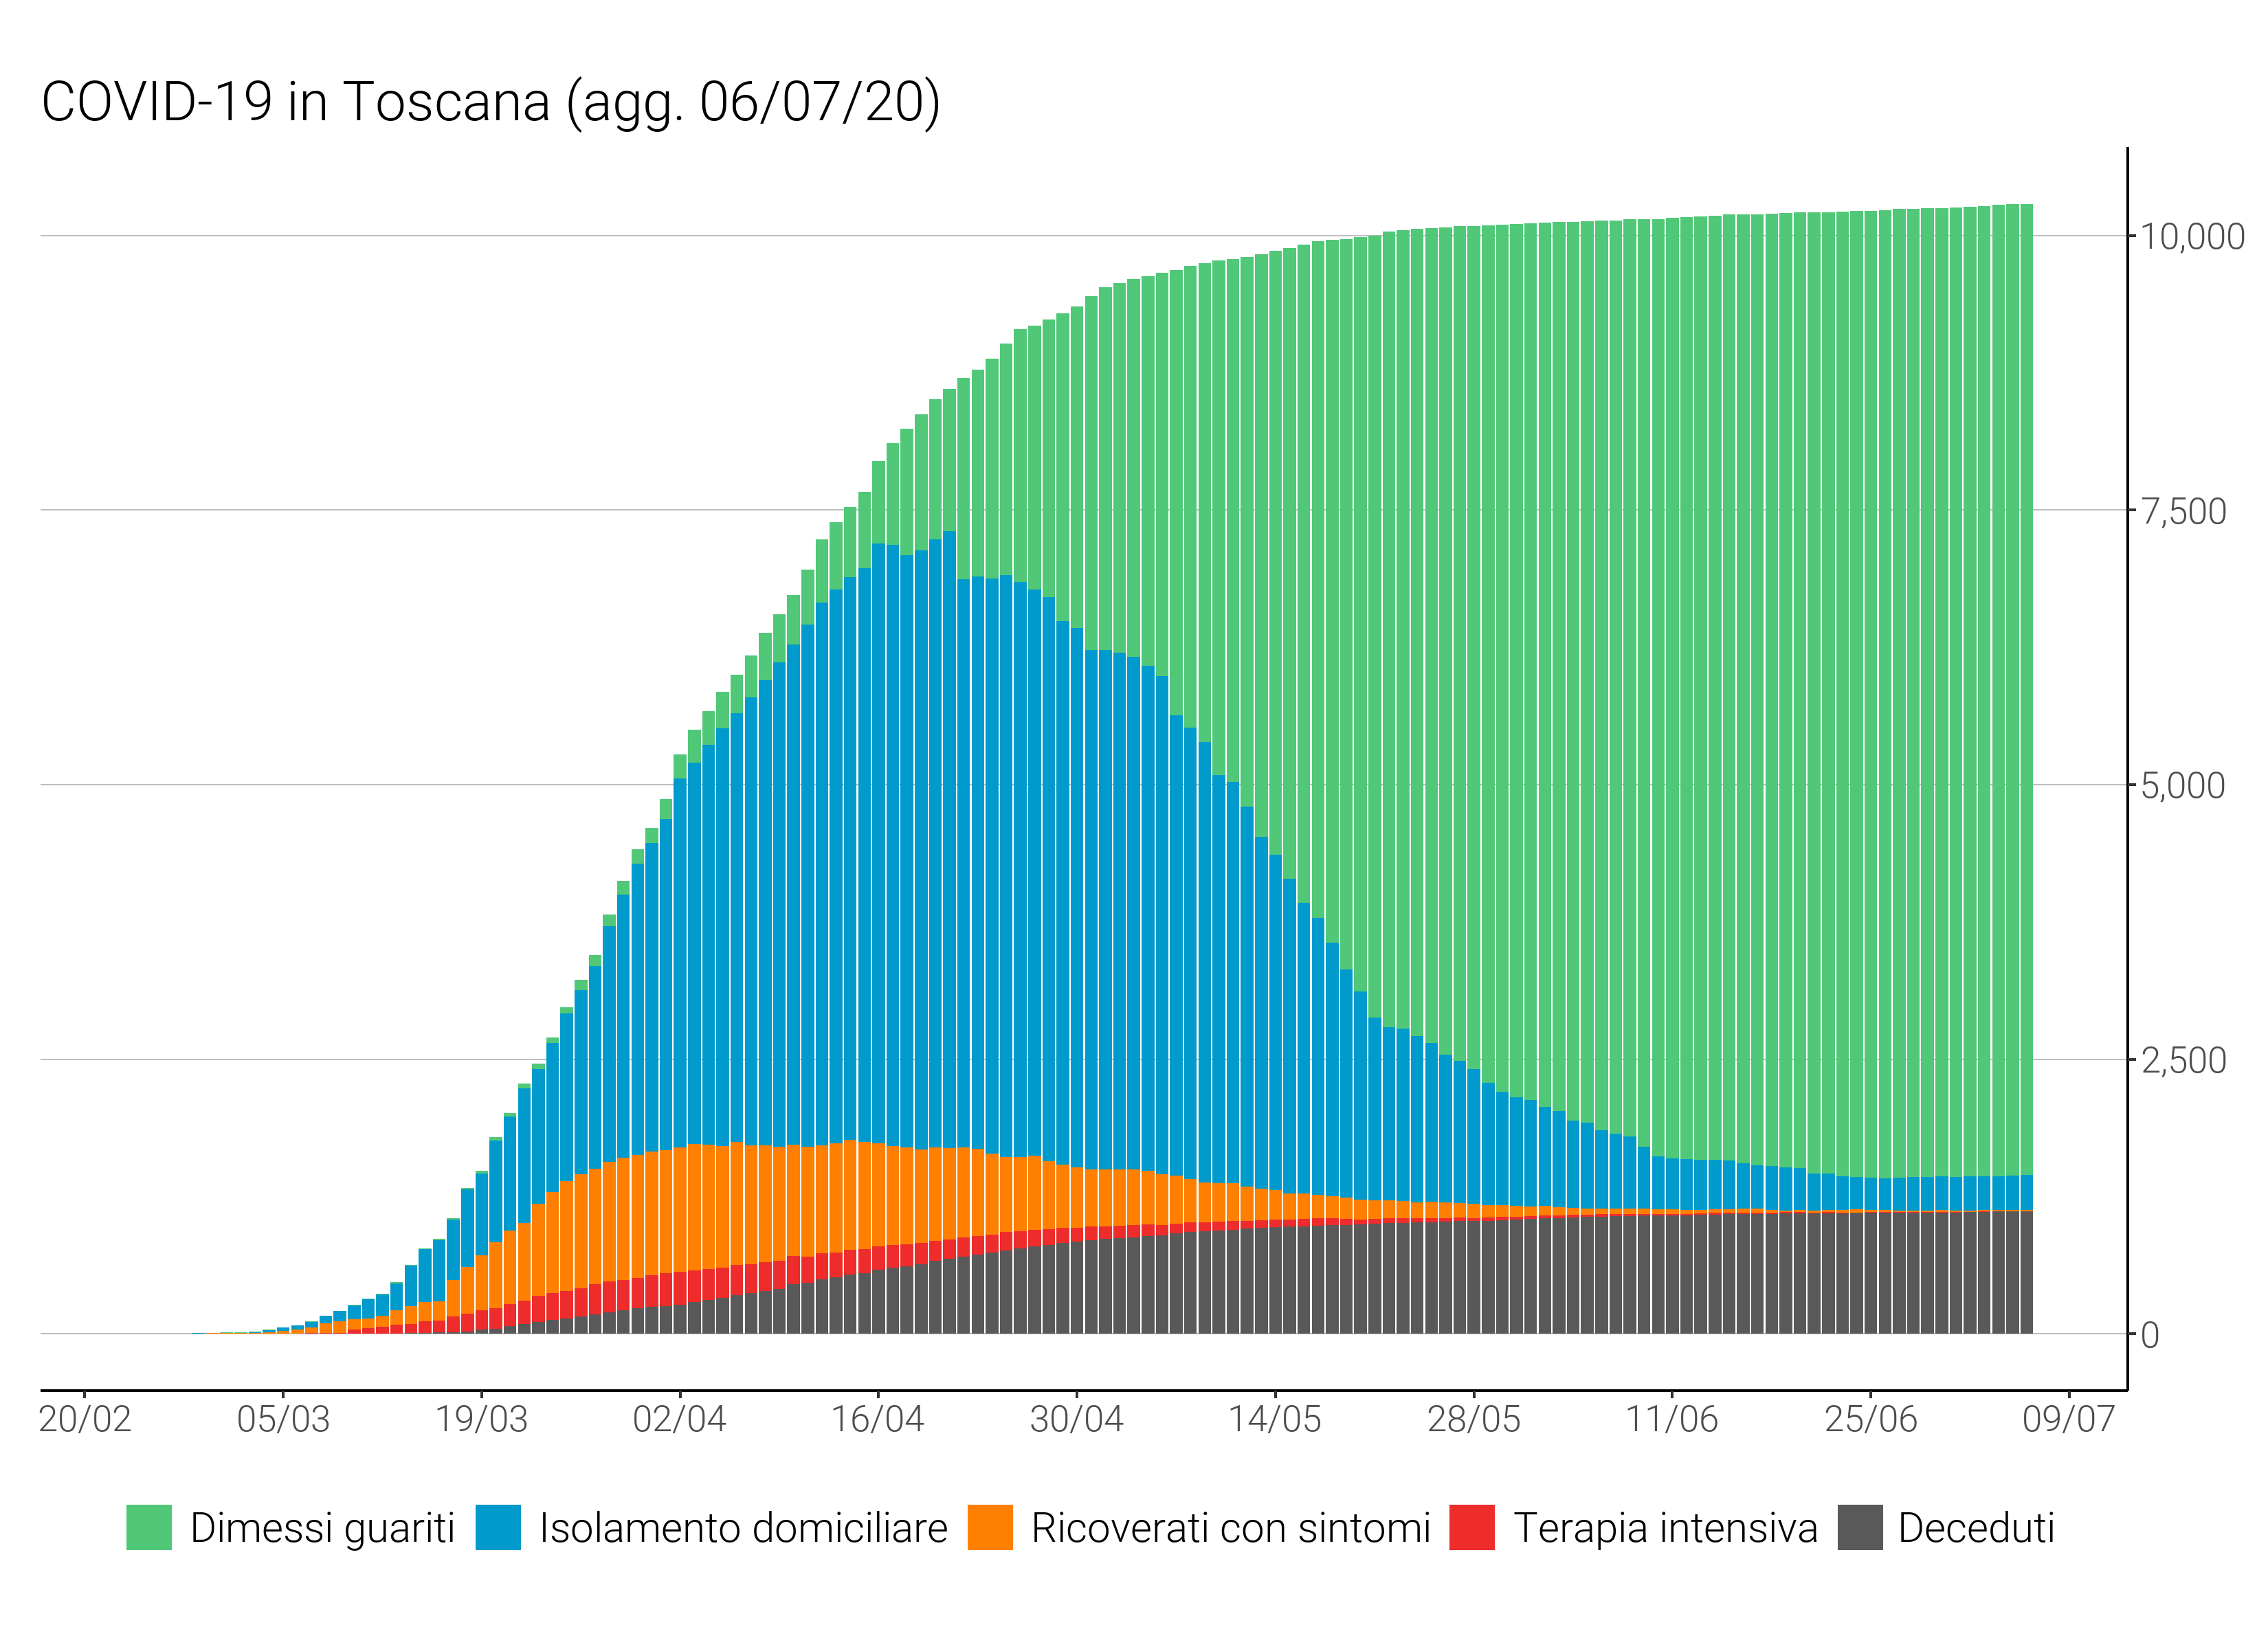 COVID-19 in Toscana (agg. 06/07/20)
10,000
7,500
5,000
2,500
0
20/02 05/03 19/03 02/04 16/04 30/04 14/05 28/05 11/06 25/06 09/07
Dimessi guariti Isolamento domiciliare Ricoverati con sintomi Terapia intensiva Deceduti